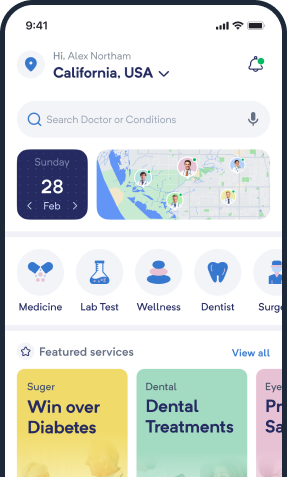 9:41
Hi, Alex Northam
California, USA
Search Doctor or Conditions
Sunday
28
Feb
Medicine Lab Test Wellness Dentist Surge
Featured services View all
Suger Dental Eye
Win over Dental Pr
Diabetes Treatments Sa